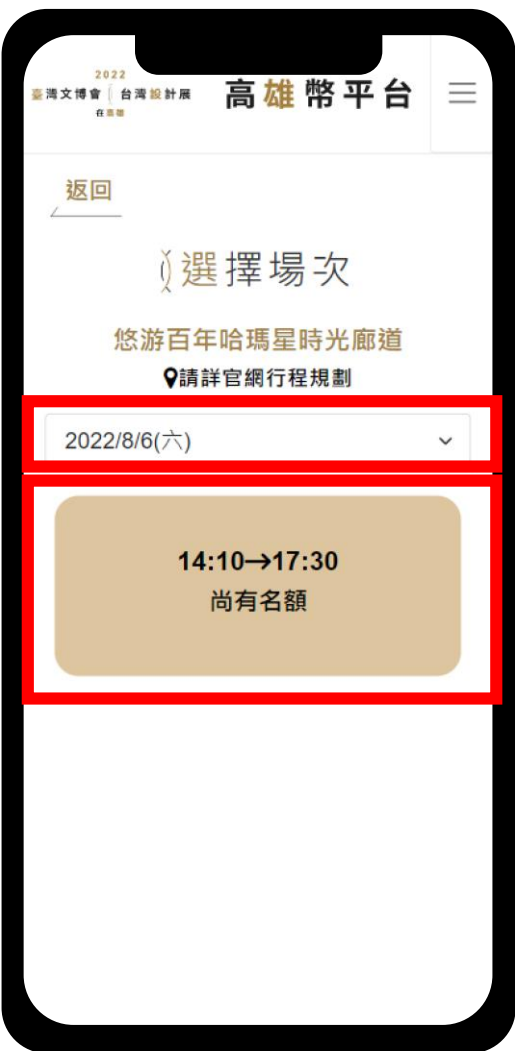 2022
臺灣文博會 台灣設計展
在高雄
高雄幣平台
返回
選擇場次
悠游百年哈瑪星時光廊道
請詳官網行程規劃
2022/8/6(六)
14:10→17:30
尚有名額